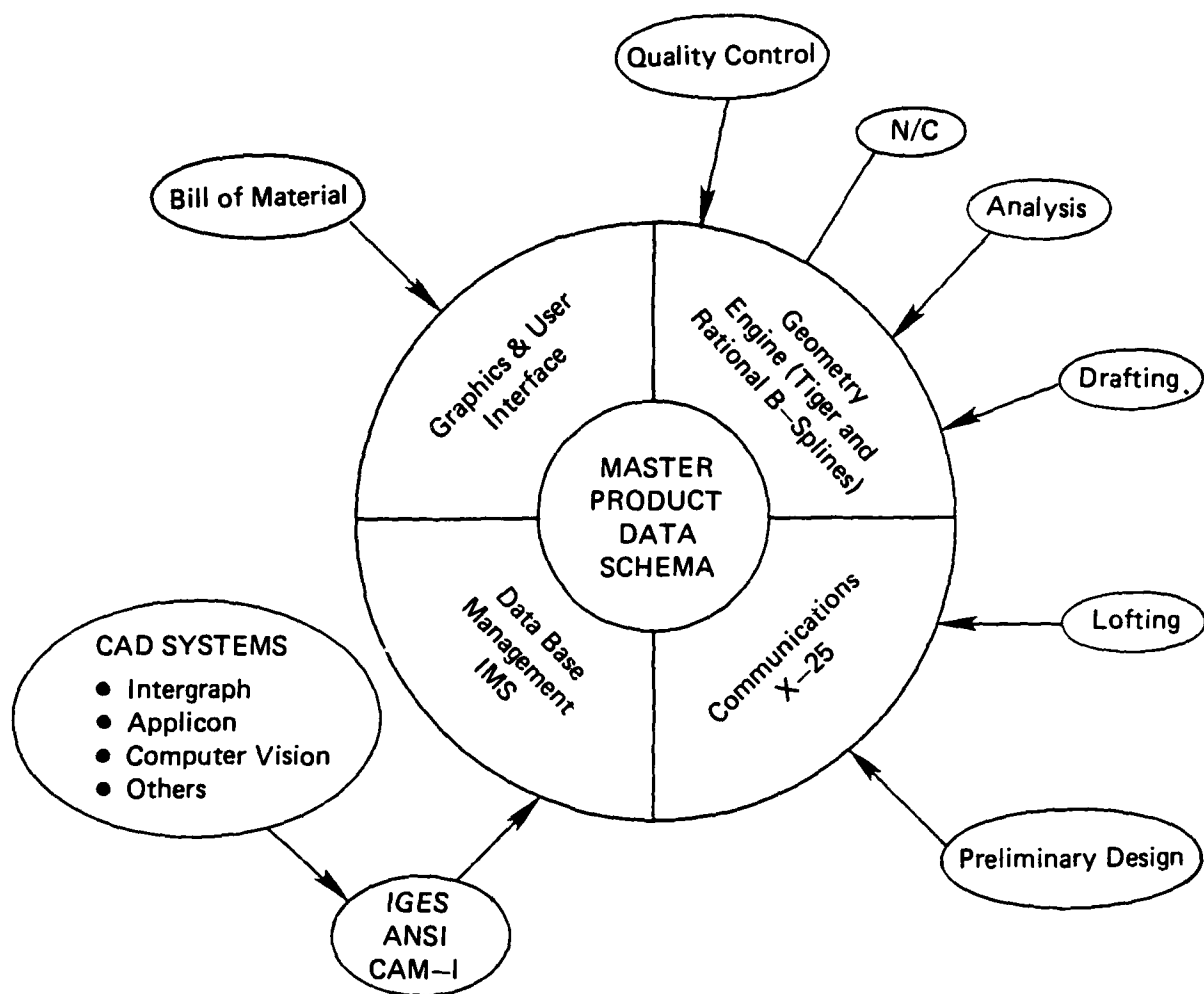 Quality Control
N/C
Bill of Material
Analysis
Graphics & User
Interface
Geometry
Engine (Tiger and
Rational B—Splines)
Drafting.
MASTER
PRODUCT
DATA
SCHEMA
Data Base
Management
IMS
Communications
X—25
Lofting
CAD SYSTEMS
● Intergraph
● Applicon
● Computer Vision
● Others
Preliminary Design
IGES
ANSI
CAM—I